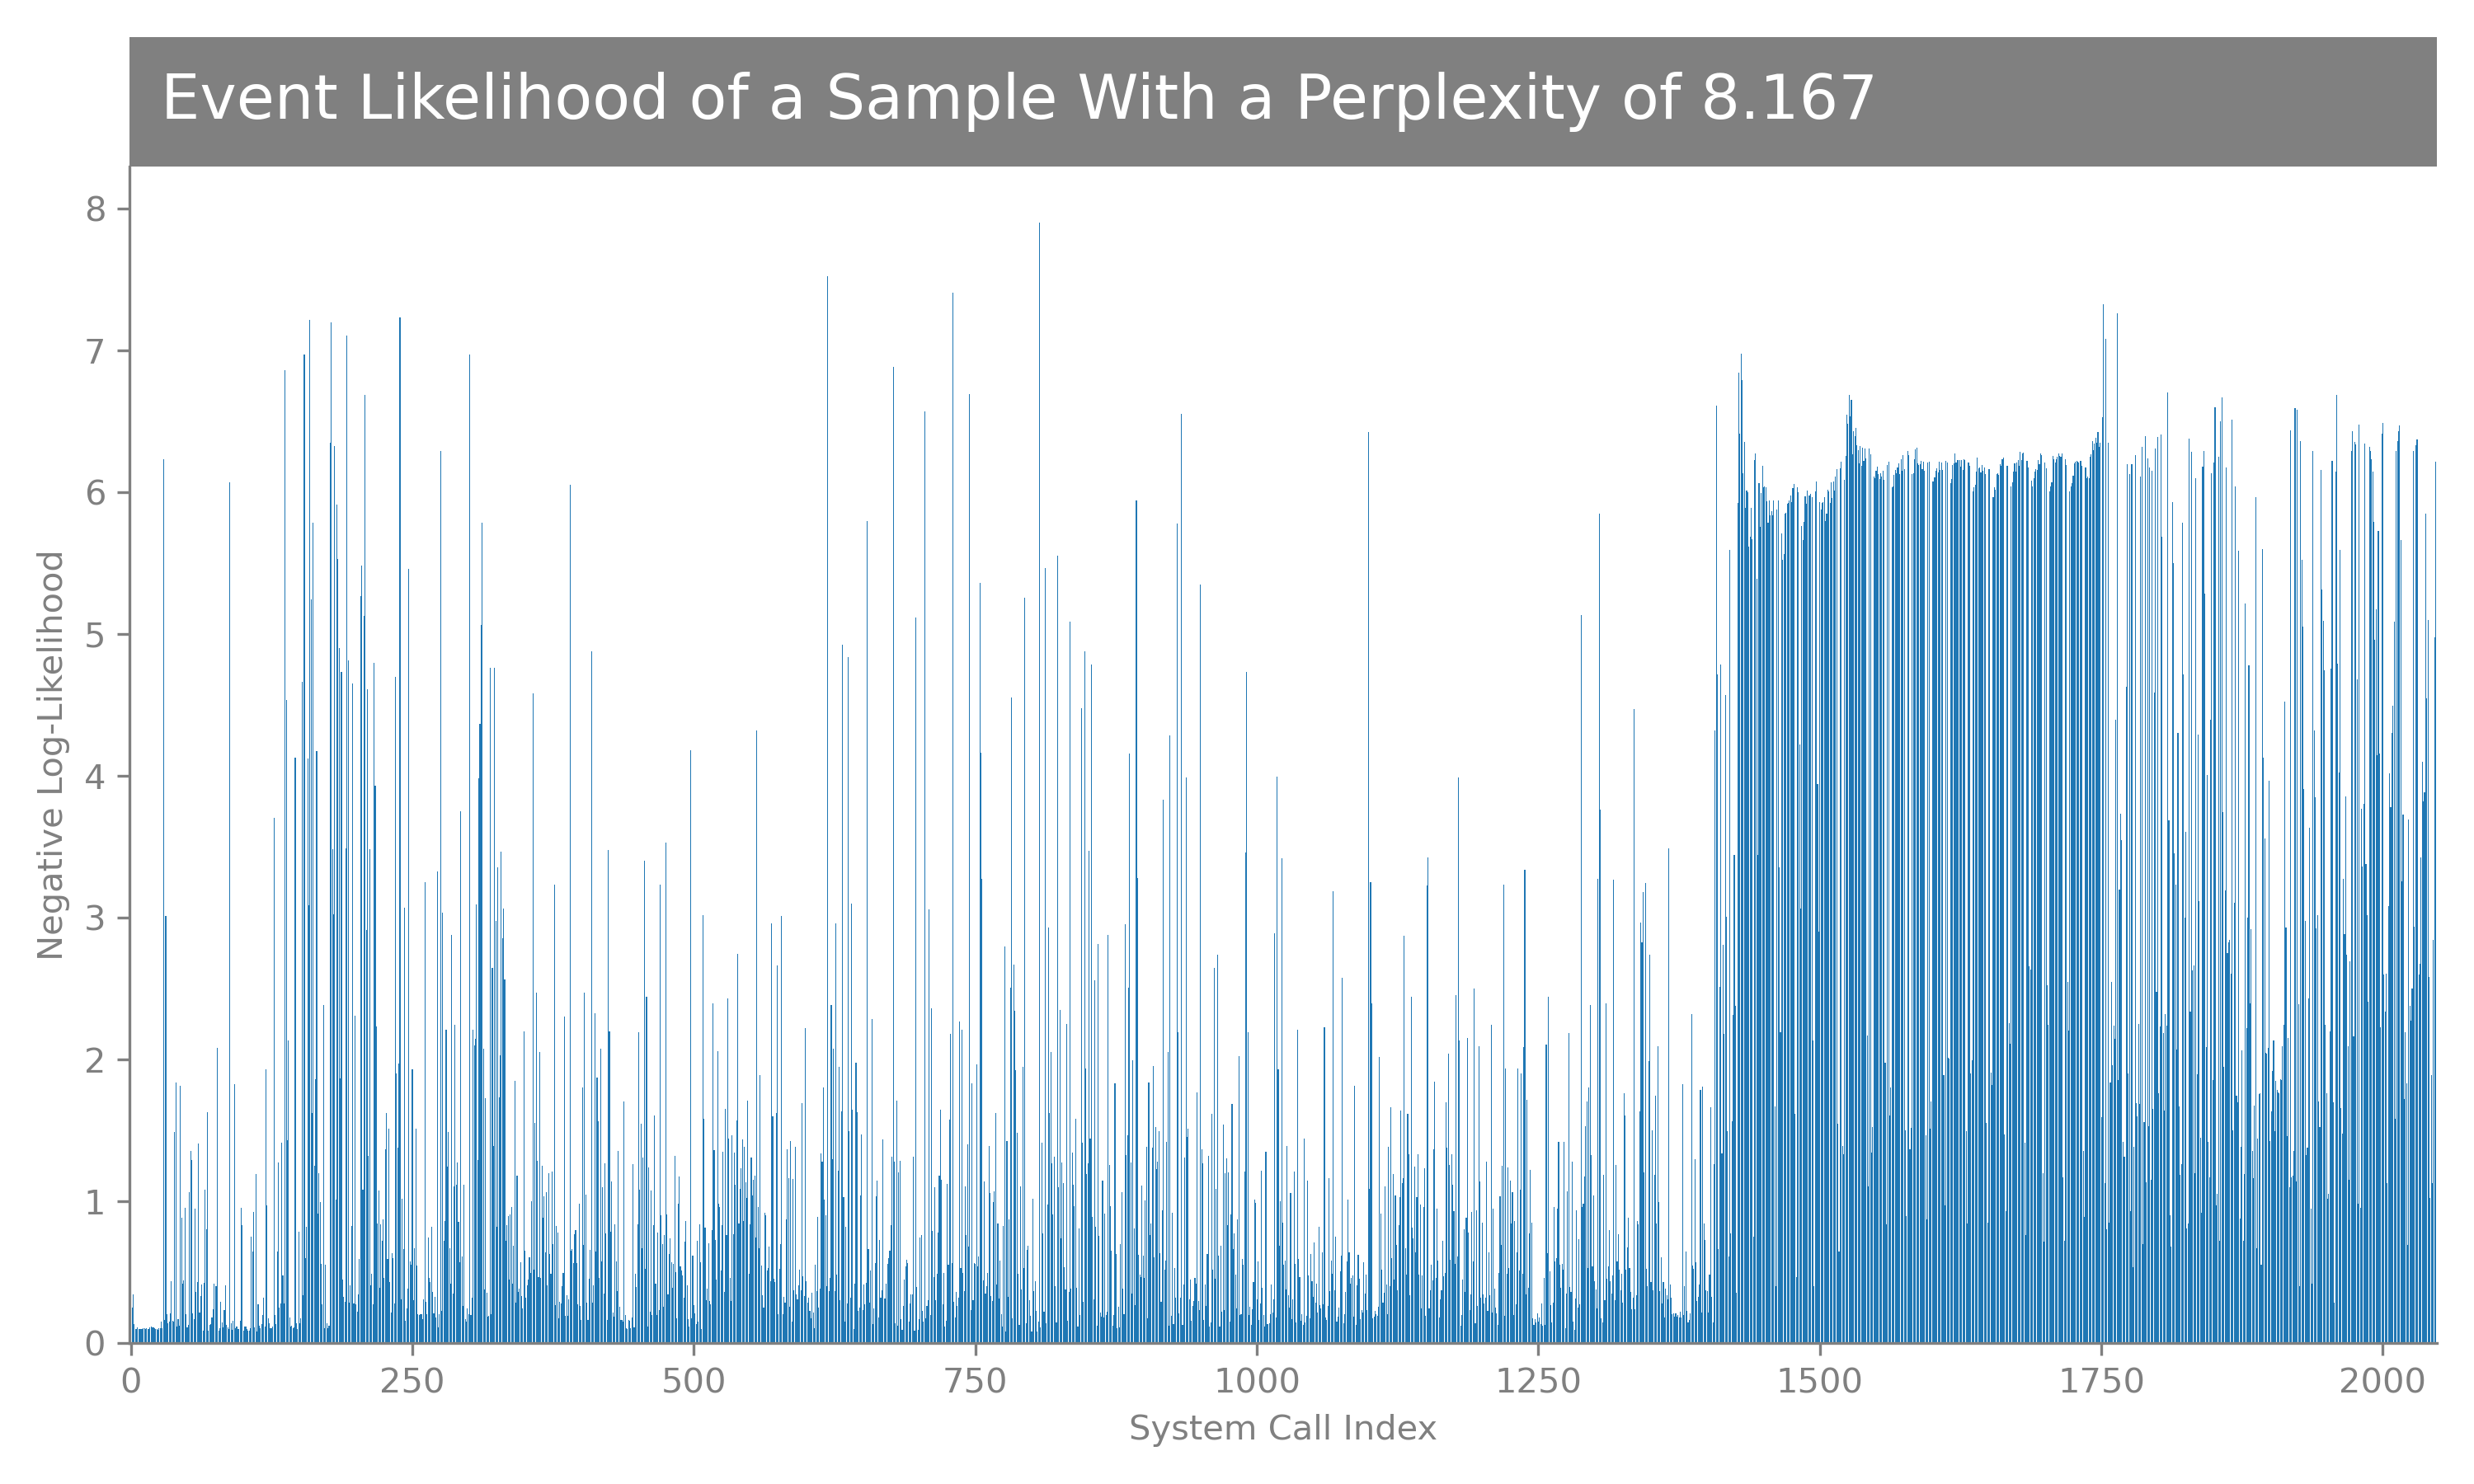 Event Likelihood of a Sample With a Perplexity of 8.167
8
7
6
5
4
3
2
1
0
Negative Log-Likelihood
0 250 500 750 1000 1250 1500 1750 2000
System Call Index